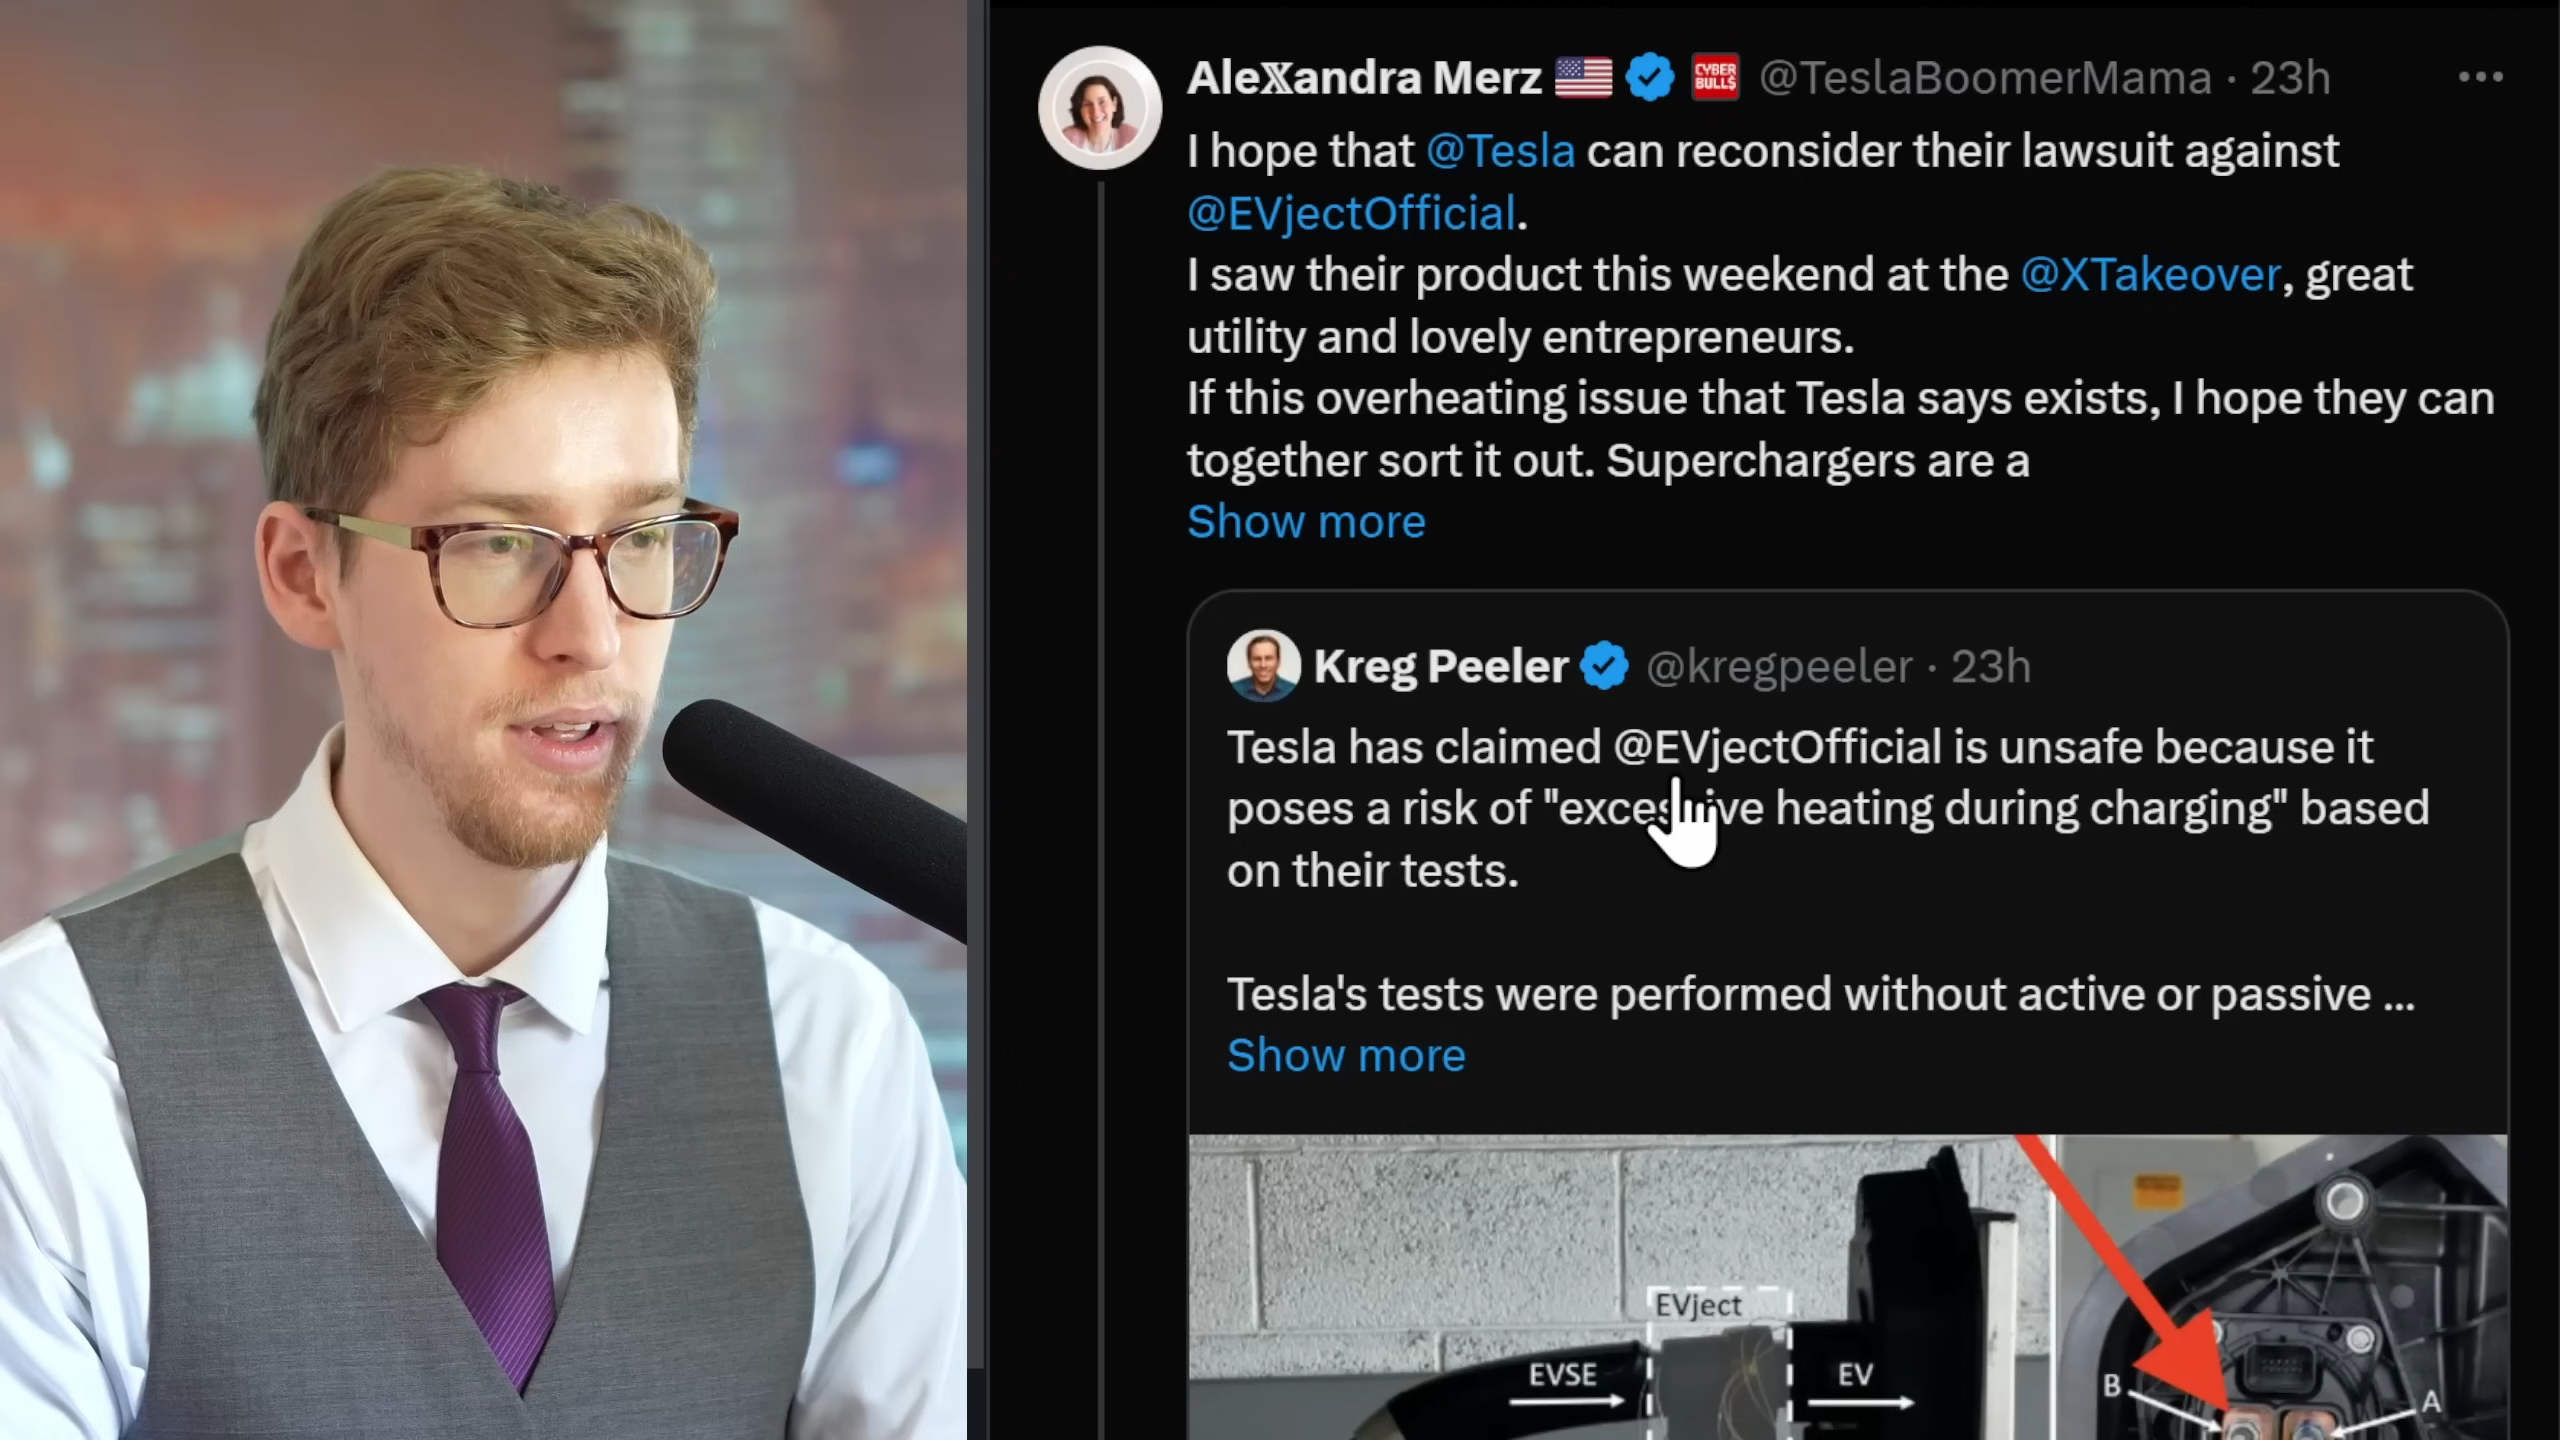 Ale𝕏andra Merz 🇺🇸 CYBER BULL$ @TeslaBoomerMama · 23h
I hope that @Tesla can reconsider their lawsuit against
@EVjectOfficial.
I saw their product this weekend at the @XTakeover, great
utility and lovely entrepreneurs.
If this overheating issue that Tesla says exists, I hope they can
together sort it out. Superchargers are a
Show more
Kreg Peeler @kregpeeler · 23h
Tesla has claimed @EVjectOfficial is unsafe because it
poses a risk of "excessive heating during charging" based
on their tests.
Tesla's tests were performed without active or passive ...
Show more
EVject
EVSE
EV
B
A